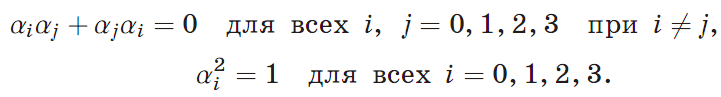 αᵢαⱼ + αⱼαᵢ = 0 для всех i, j = 0, 1, 2, 3 при i ≠ j,
αᵢ² = 1 для всех i = 0, 1, 2, 3.